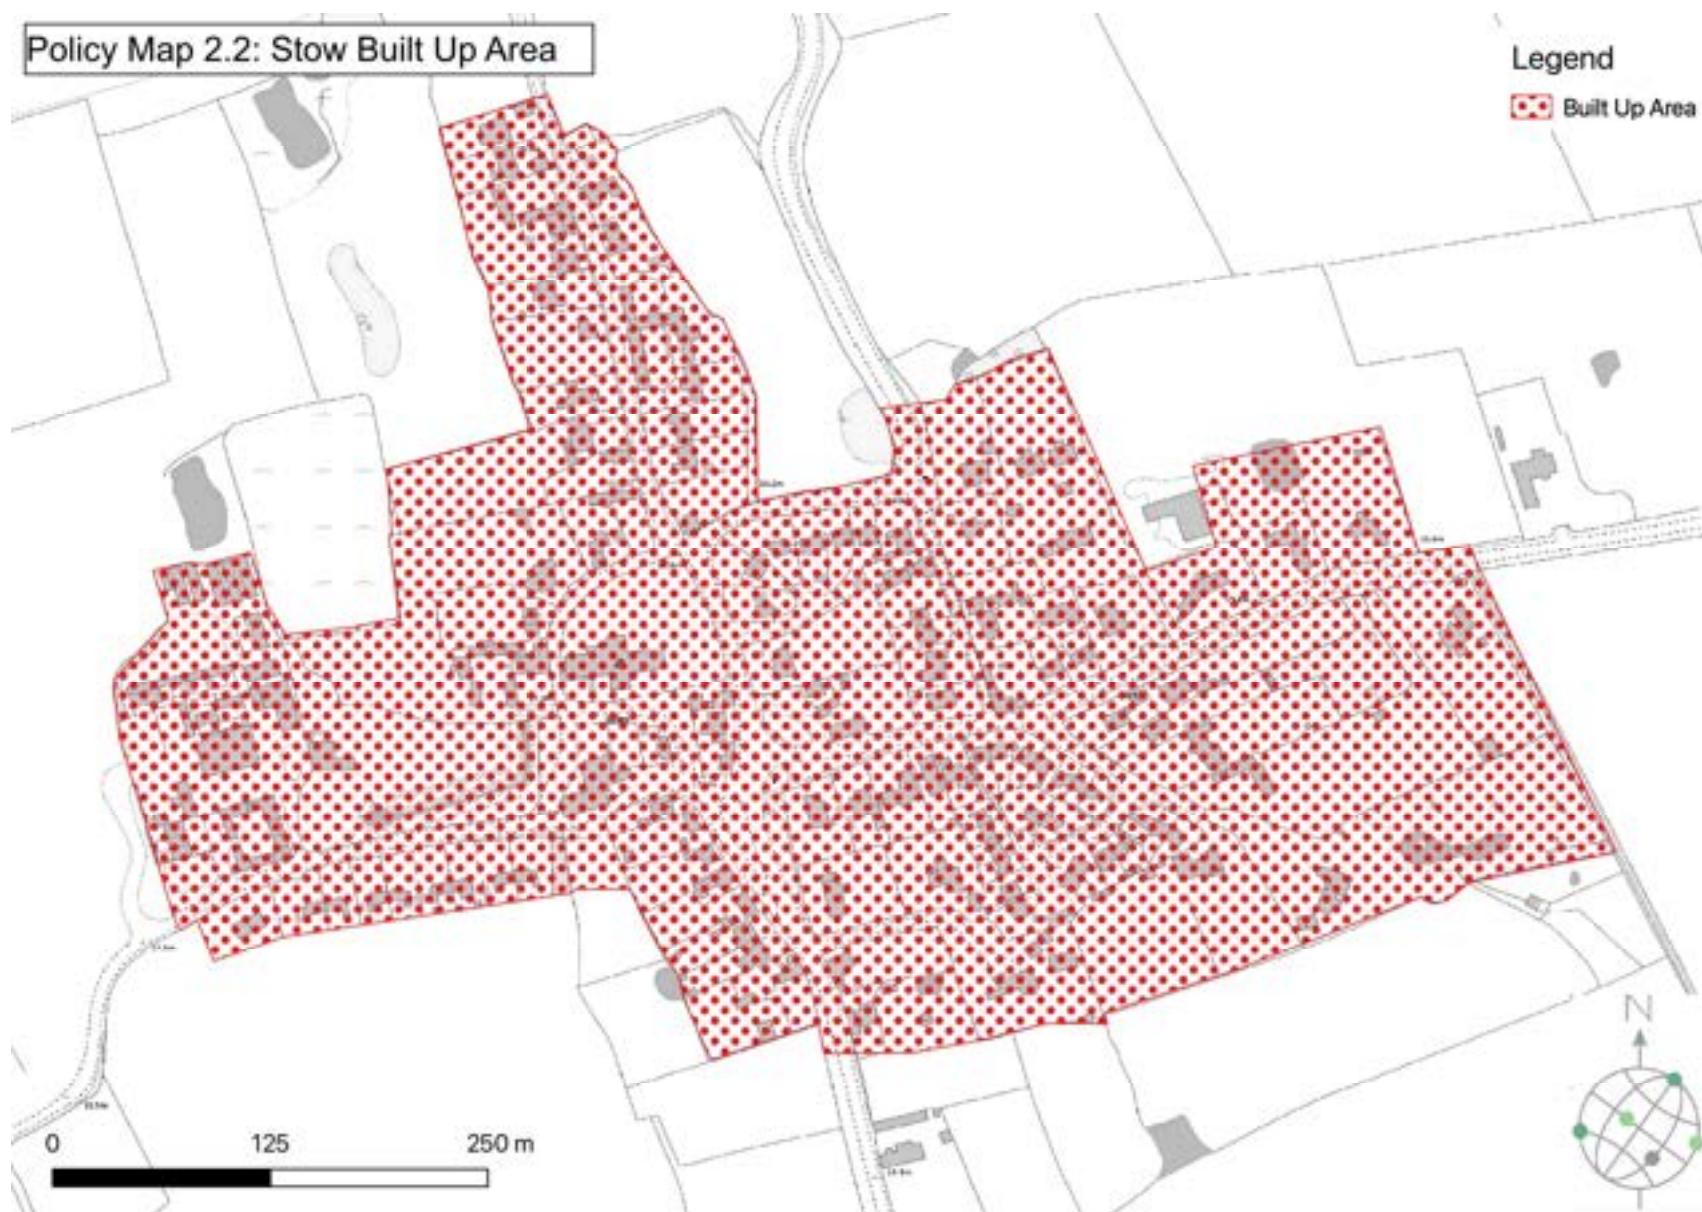 Policy Map 2.2: Stow Built Up Area
Legend
Built Up Area
N
0 125 250 m